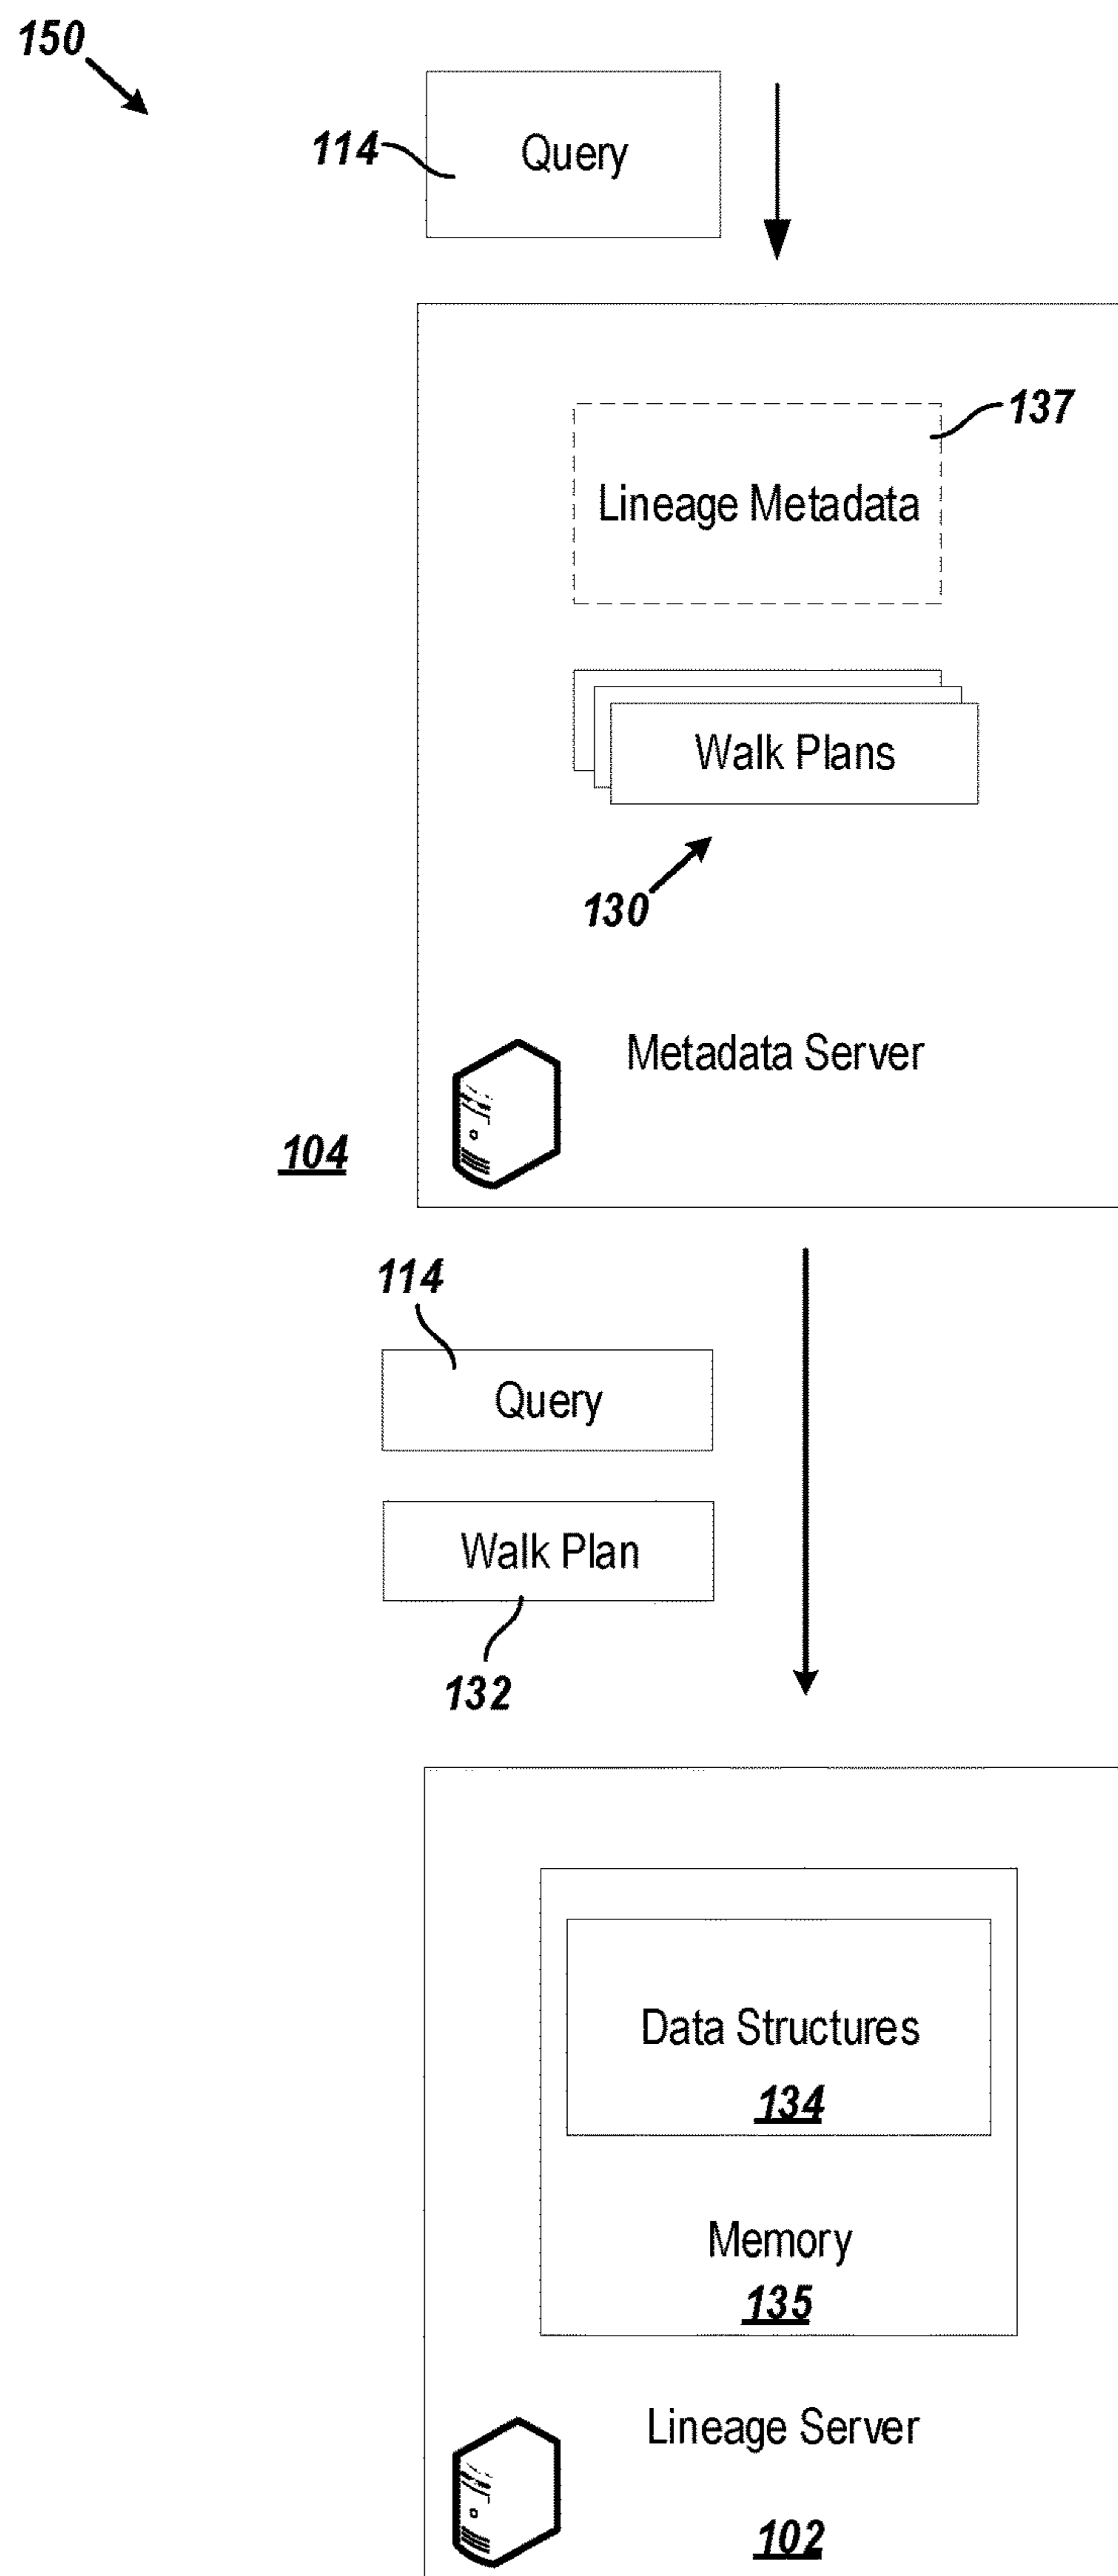 150
114
Query
137
Lineage Metadata
Walk Plans
130
Metadata Server
104
114
Query
Walk Plan
132
Data Structures
134
Memory
135
Lineage Server
102